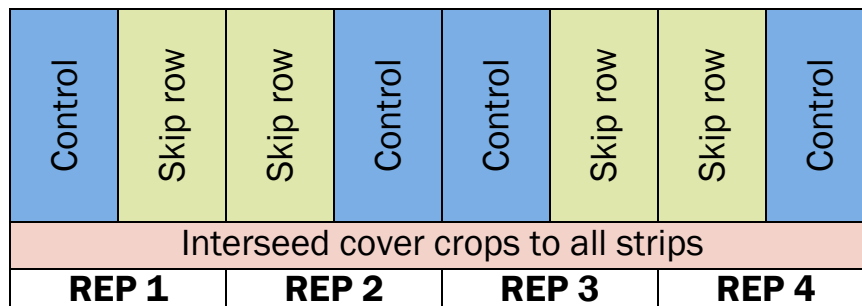 Control
Skip row
Skip row
Control
Control
Skip row
Skip row
Control
Interseed cover crops to all strips
REP 1 REP 2 REP 3 REP 4